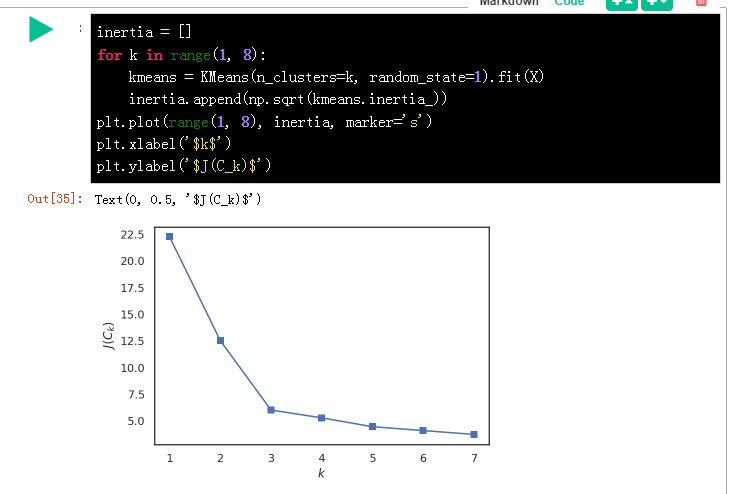 Markdown Code
: inertia = []
for k in range(1, 8):
    kmeans = KMeans(n_clusters=k, random_state=1).fit(X)
    inertia.append(np.sqrt(kmeans.inertia_))
plt.plot(range(1, 8), inertia, marker='s')
plt.xlabel('$k$')
plt.ylabel('$J(C_k)$')
Out[35]: Text(0, 0.5, '$J(C_k)$')
22.5
20.0
17.5
15.0
12.5
10.0
7.5
5.0
J(Cₖ)
1 2 3 4 5 6 7
k